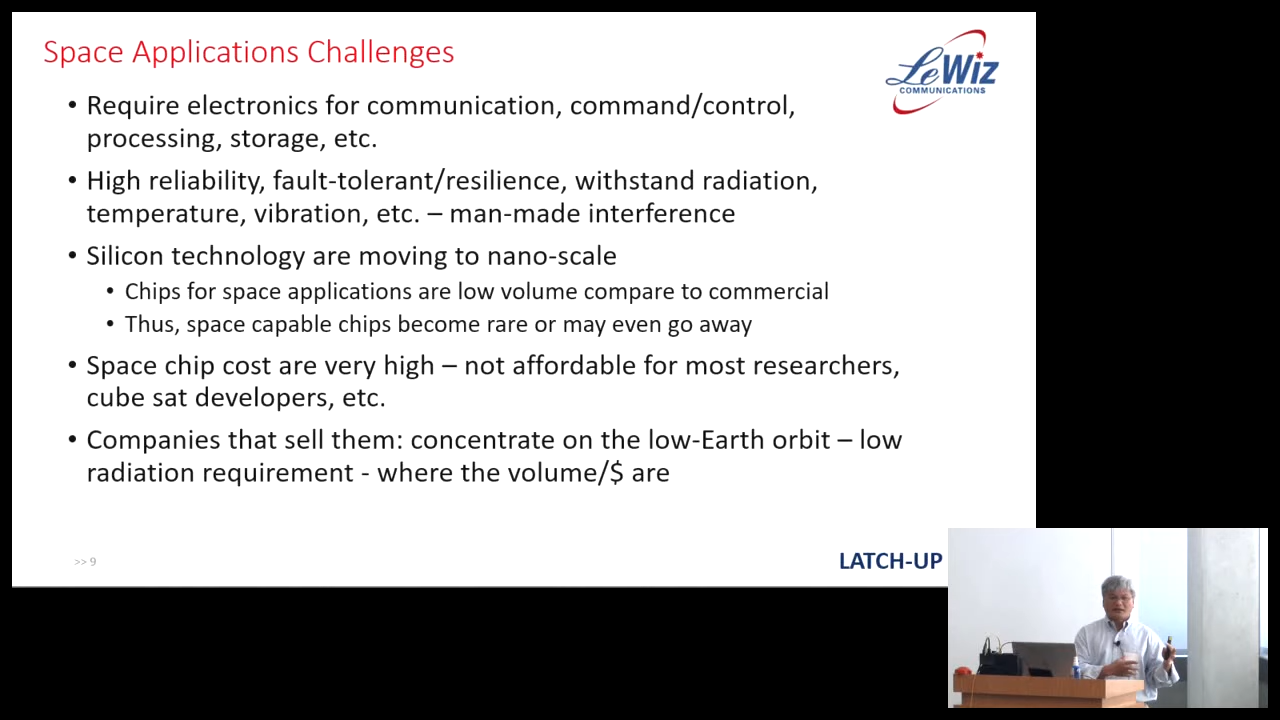 Space Applications Challenges
LeWiz
COMMUNICATIONS
• Require electronics for communication, command/control,
processing, storage, etc.
• High reliability, fault-tolerant/resilience, withstand radiation,
temperature, vibration, etc. – man-made interference
• Silicon technology are moving to nano-scale
• Chips for space applications are low volume compare to commercial
• Thus, space capable chips become rare or may even go away
• Space chip cost are very high – not affordable for most researchers,
cube sat developers, etc.
• Companies that sell them: concentrate on the low-Earth orbit – low
radiation requirement - where the volume/$ are
>> 9
LATCH-UP